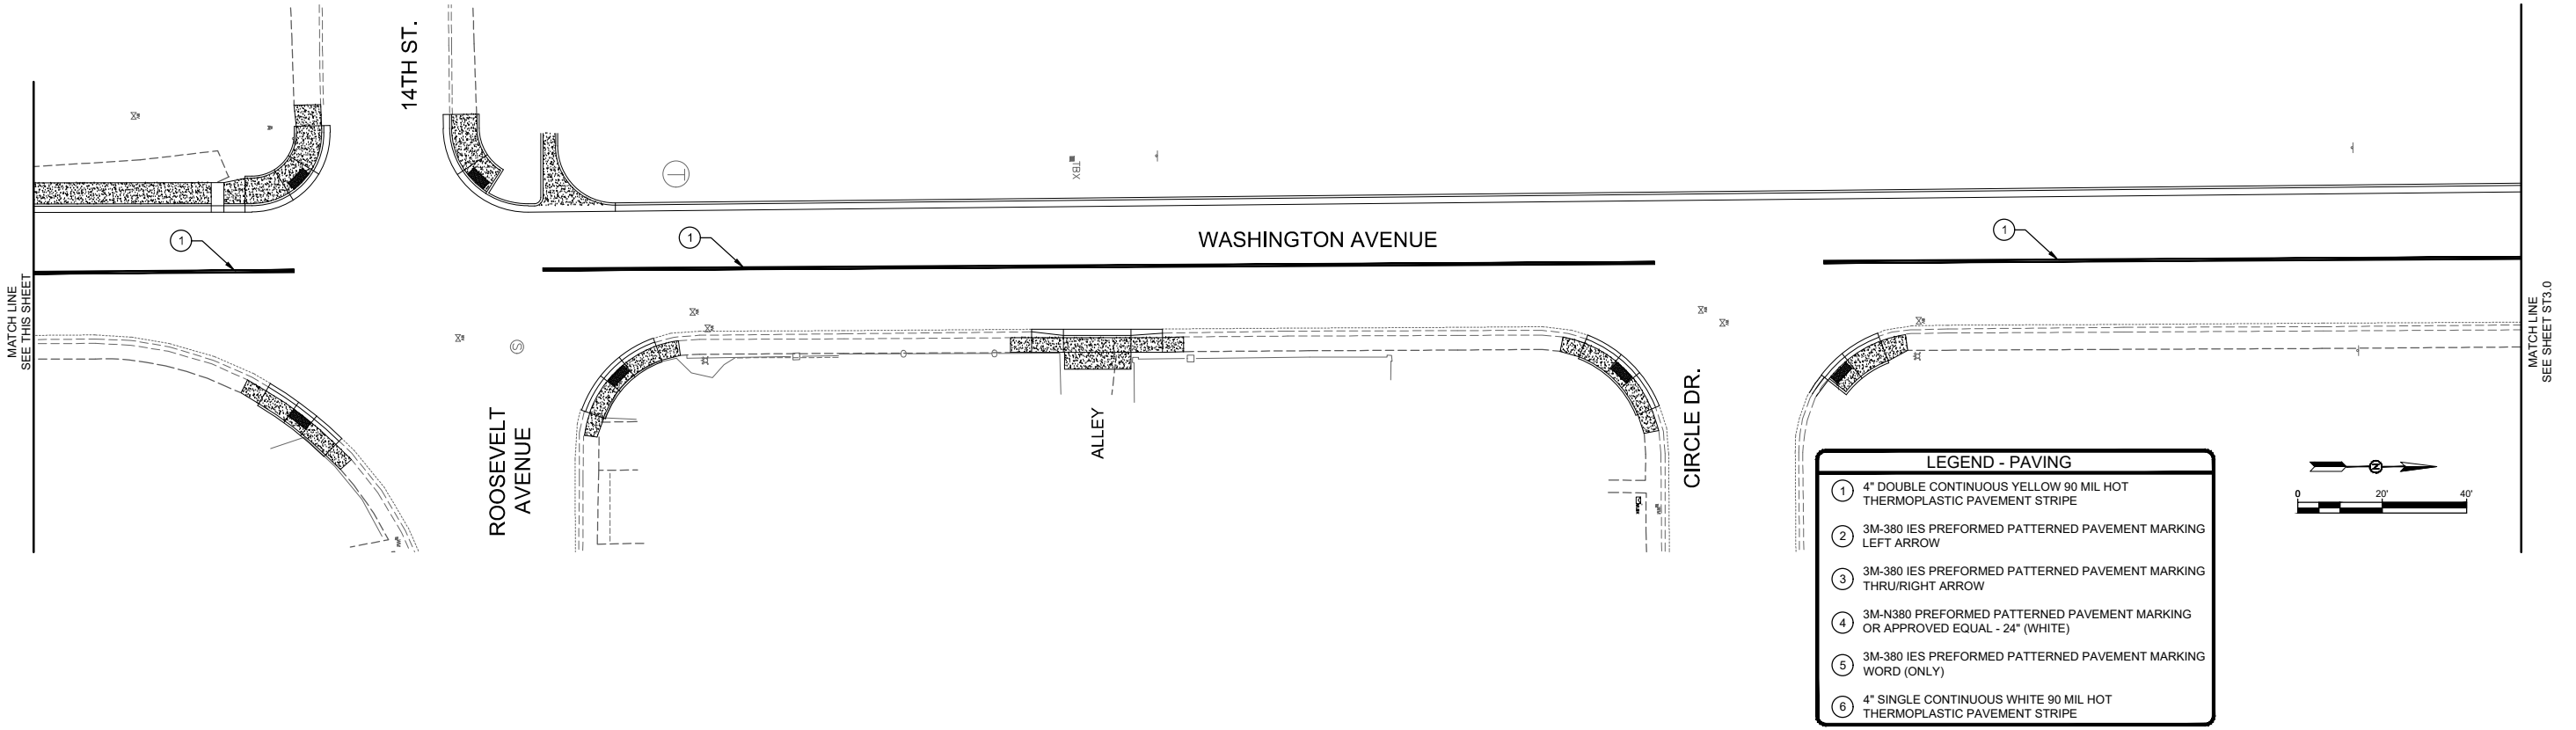 14TH ST.
T
TBX
1
1
1
WASHINGTON AVENUE
MATCH LINE
SEE THIS SHEET
MATCH LINE
SEE SHEET ST3.0
S
ROOSEVELT
AVENUE
ALLEY
CIRCLE DR.
LEGEND - PAVING
1 4" DOUBLE CONTINUOUS YELLOW 90 MIL HOT
THERMOPLASTIC PAVEMENT STRIPE
2 3M-380 IES PREFORMED PATTERNED PAVEMENT MARKING
LEFT ARROW
3 3M-380 IES PREFORMED PATTERNED PAVEMENT MARKING
THRU/RIGHT ARROW
4 3M-N380 PREFORMED PATTERNED PAVEMENT MARKING
OR APPROVED EQUAL - 24" (WHITE)
5 3M-380 IES PREFORMED PATTERNED PAVEMENT MARKING
WORD (ONLY)
6 4" SINGLE CONTINUOUS WHITE 90 MIL HOT
THERMOPLASTIC PAVEMENT STRIPE
N
0 20' 40'